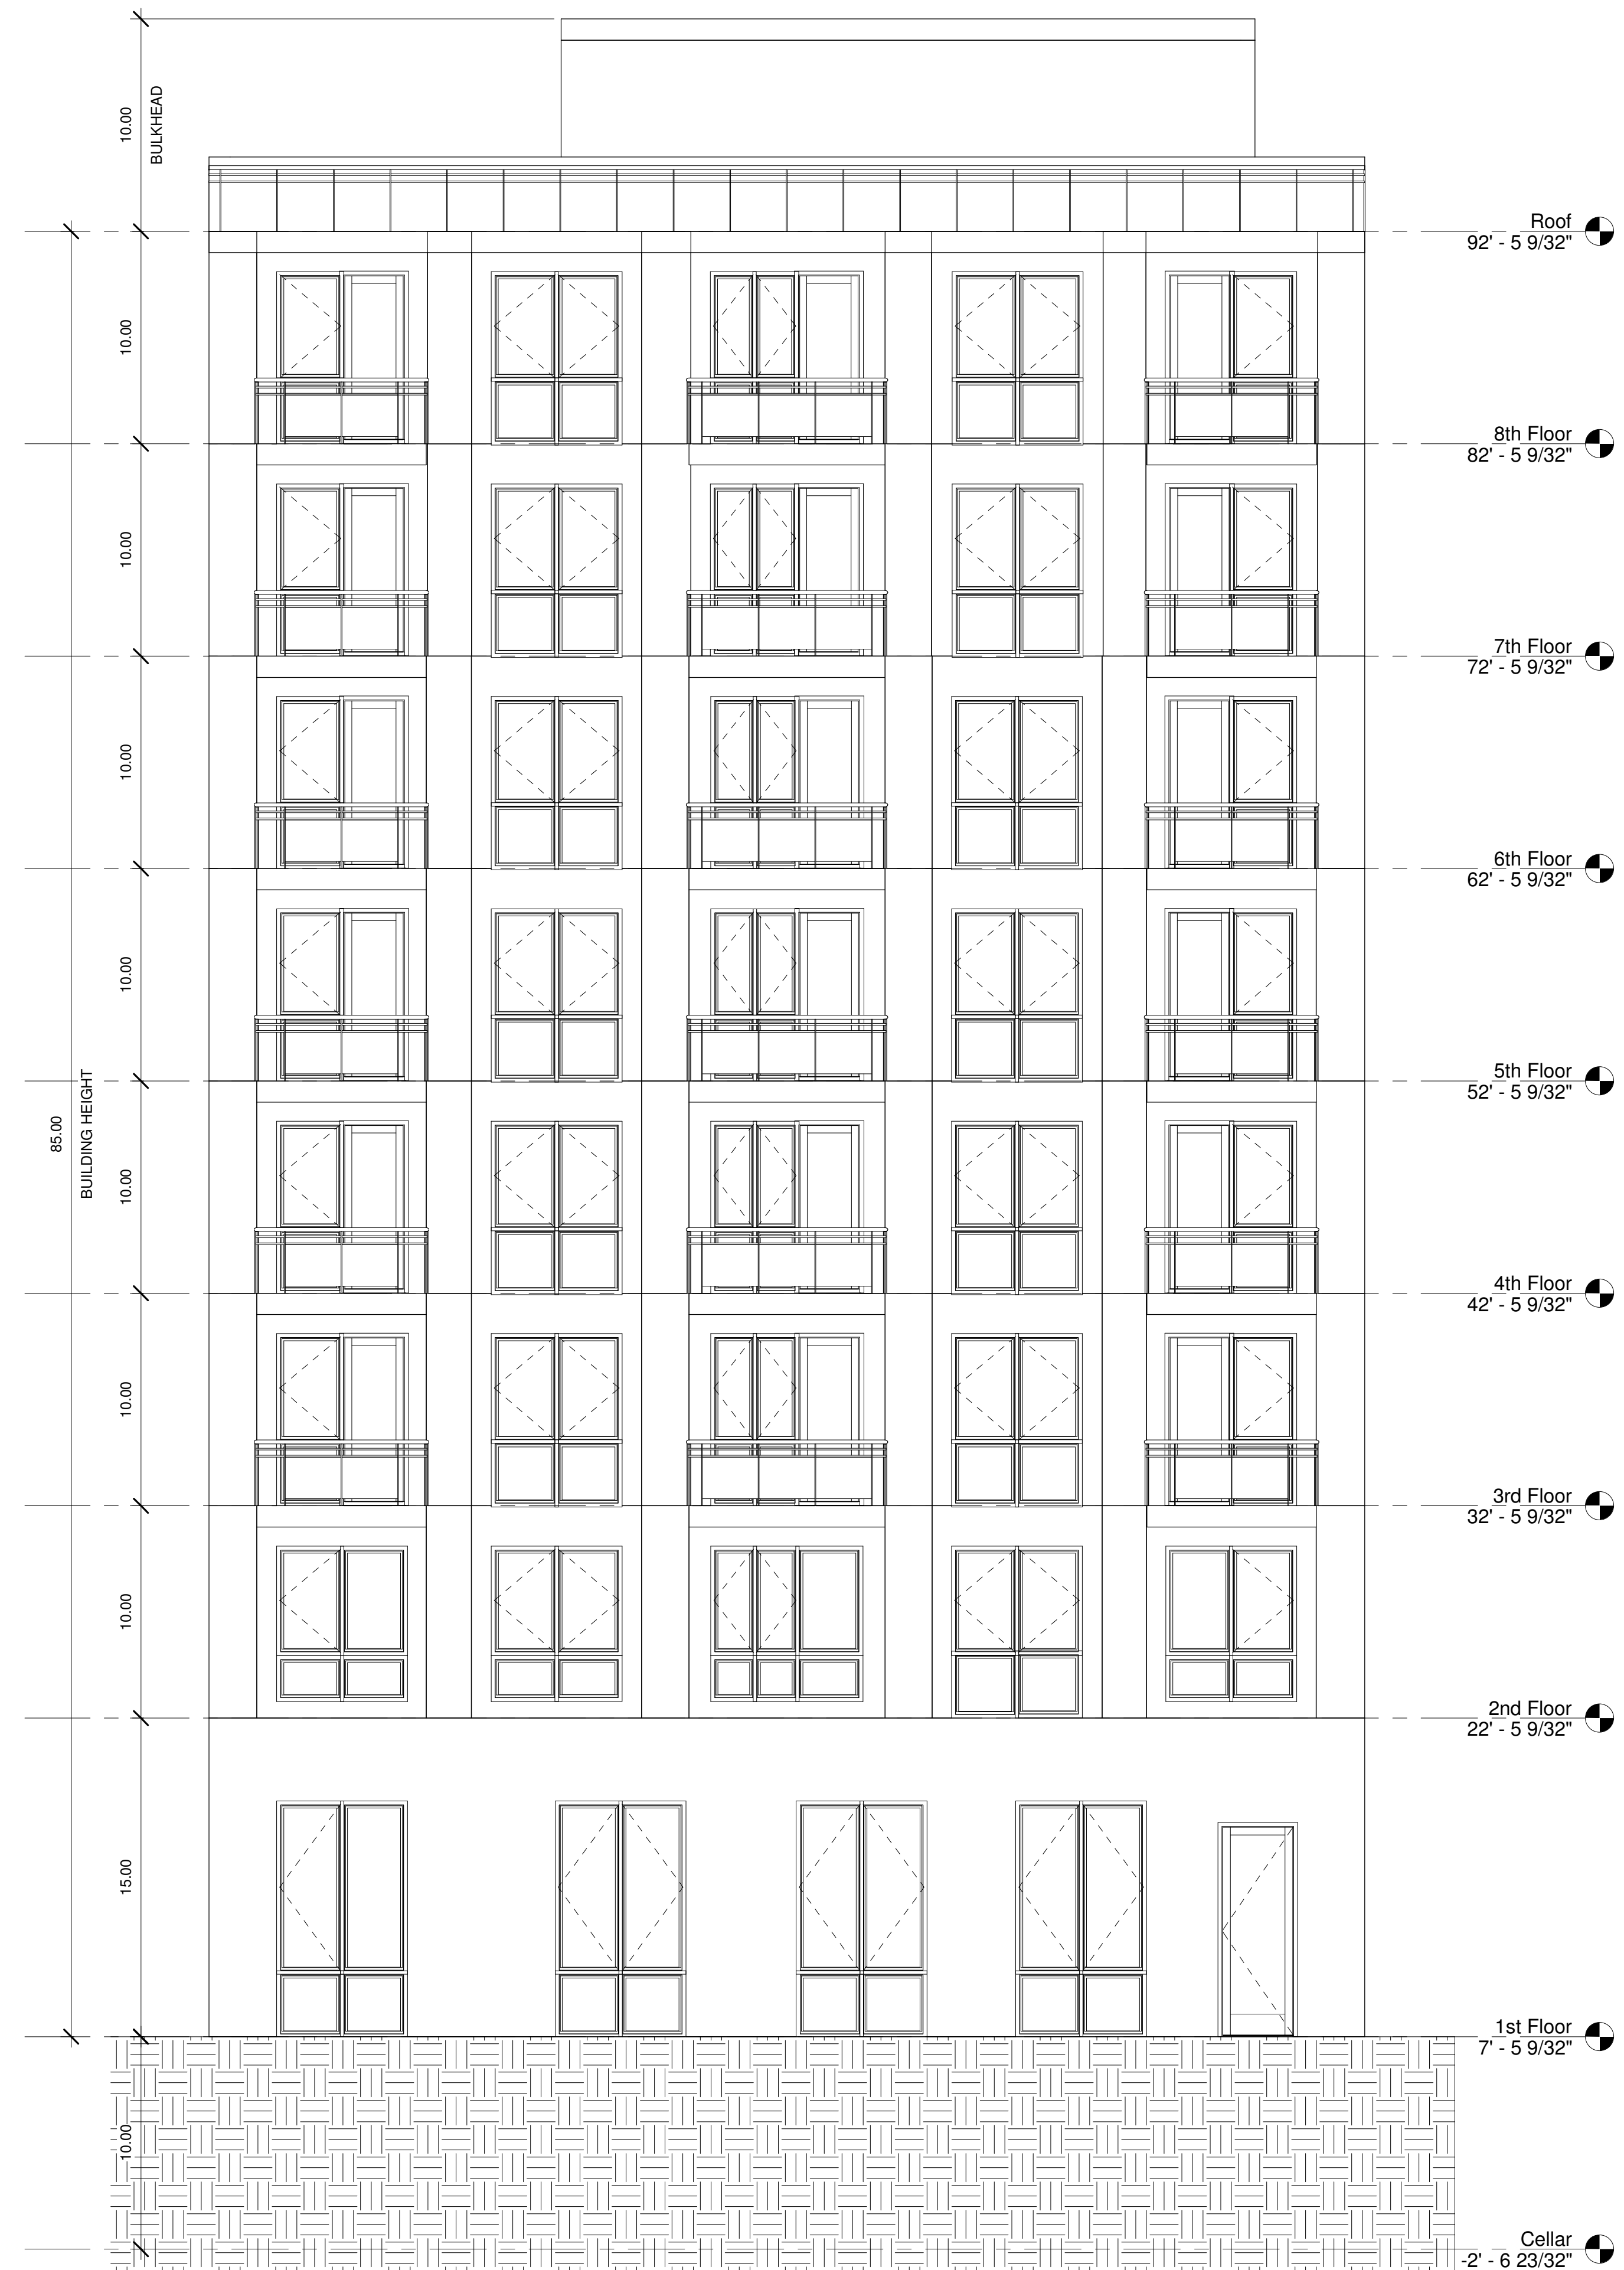 10.00
BULKHEAD
Roof
92' - 5 9/32"
10.00
8th Floor
82' - 5 9/32"
10.00
7th Floor
72' - 5 9/32"
10.00
6th Floor
62' - 5 9/32"
10.00
5th Floor
52' - 5 9/32"
85.00
BUILDING HEIGHT
10.00
4th Floor
42' - 5 9/32"
10.00
3rd Floor
32' - 5 9/32"
10.00
2nd Floor
22' - 5 9/32"
15.00
1st Floor
7' - 5 9/32"
10.00
Cellar
-2' - 6 23/32"